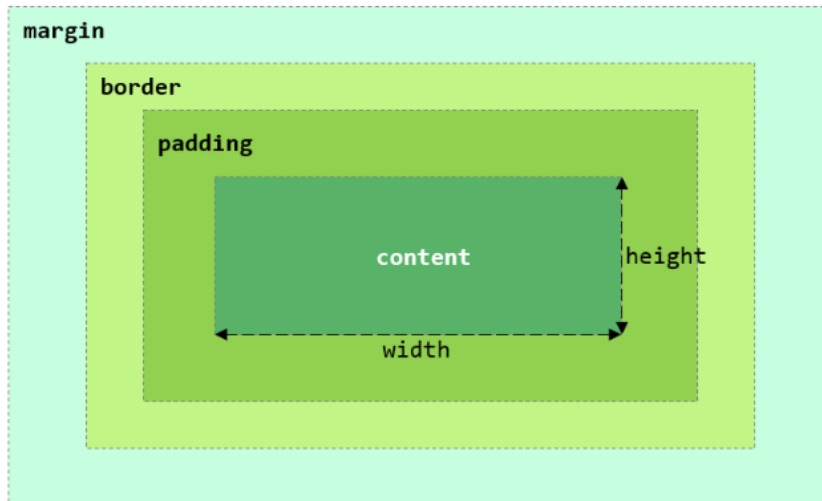 margin
border
padding
content
height
width